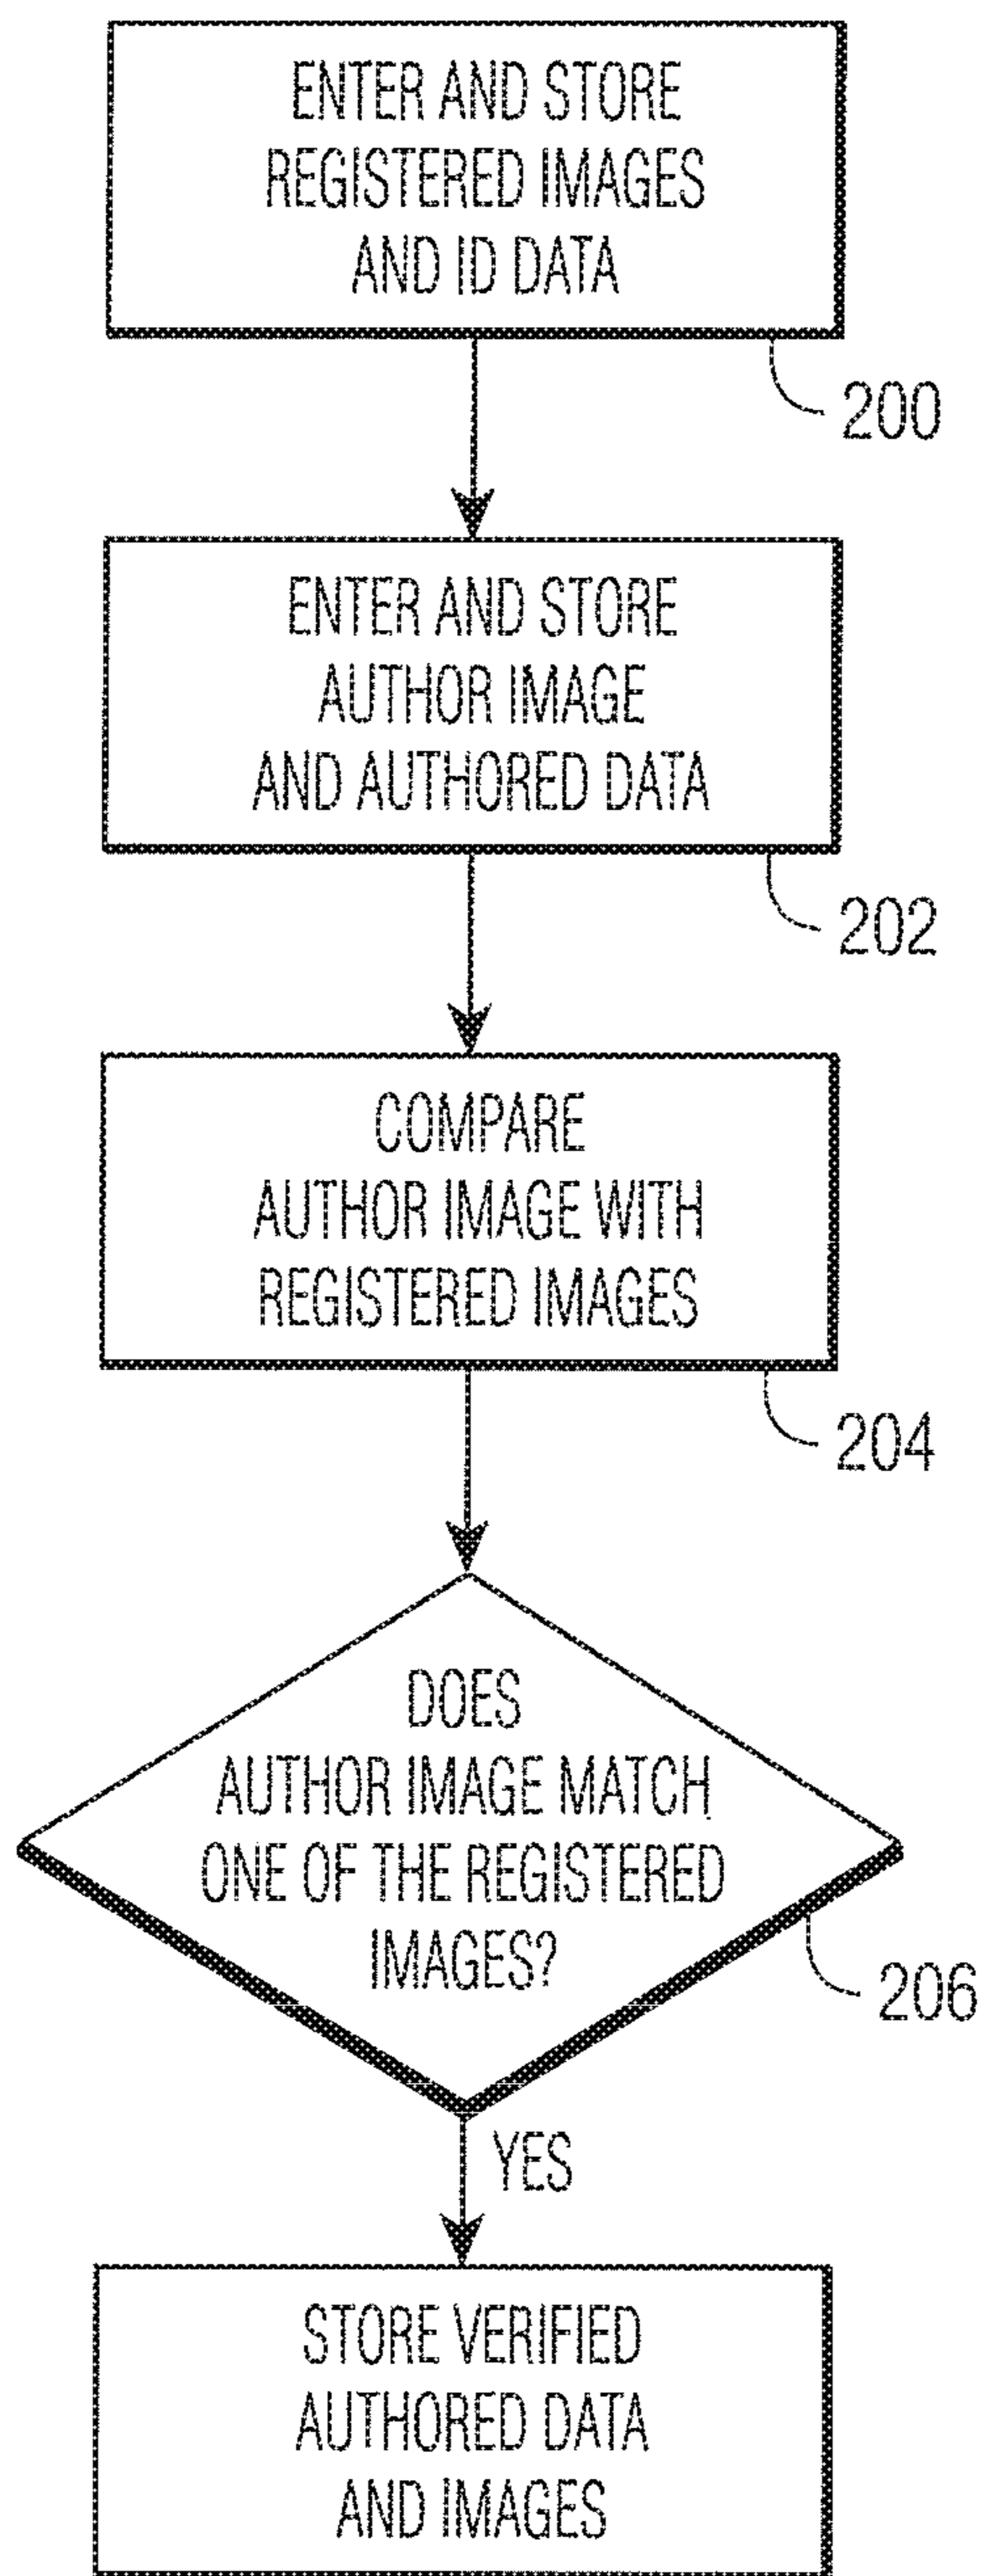 ENTER AND STORE
REGISTERED IMAGES
AND ID DATA
200
ENTER AND STORE
AUTHOR IMAGE
AND AUTHORED DATA
202
COMPARE
AUTHOR IMAGE WITH
REGISTERED IMAGES
204
DOES
AUTHOR IMAGE MATCH
ONE OF THE REGISTERED
IMAGES?
206
YES
STORE VERIFIED
AUTHORED DATA
AND IMAGES